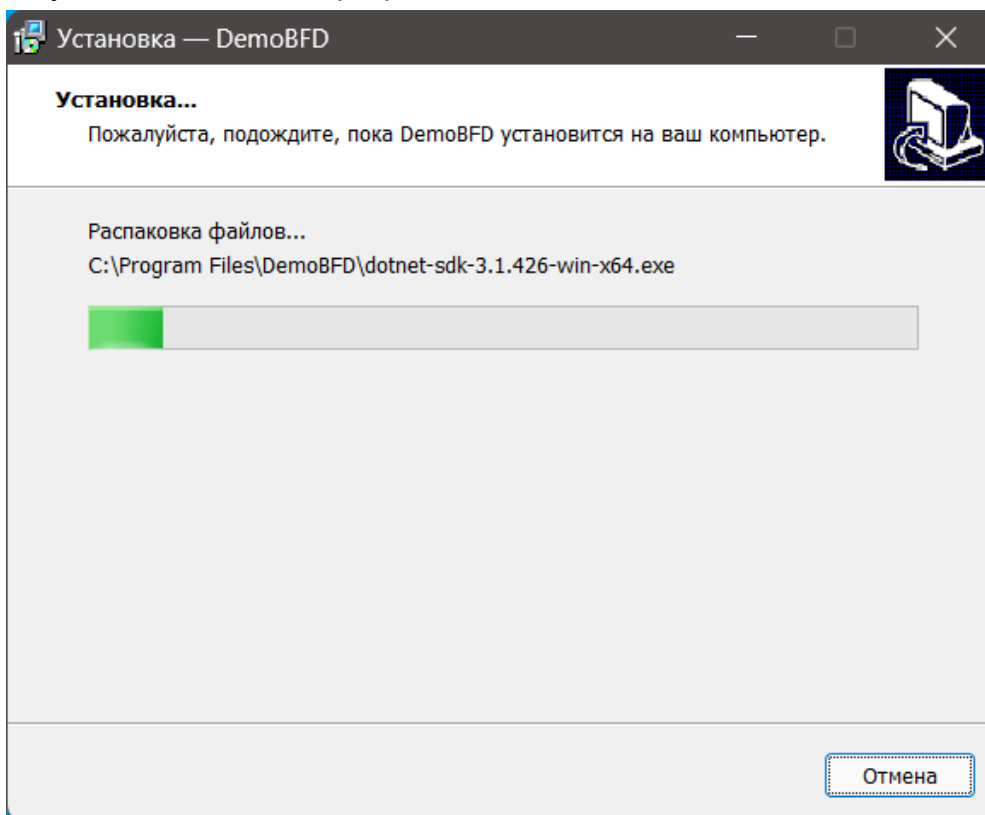 Установка — DemoBFD
Установка...
Пожалуйста, подождите, пока DemoBFD установится на ваш компьютер.
Распаковка файлов...
C:\Program Files\DemoBFD\dotnet-sdk-3.1.426-win-x64.exe
Отмена